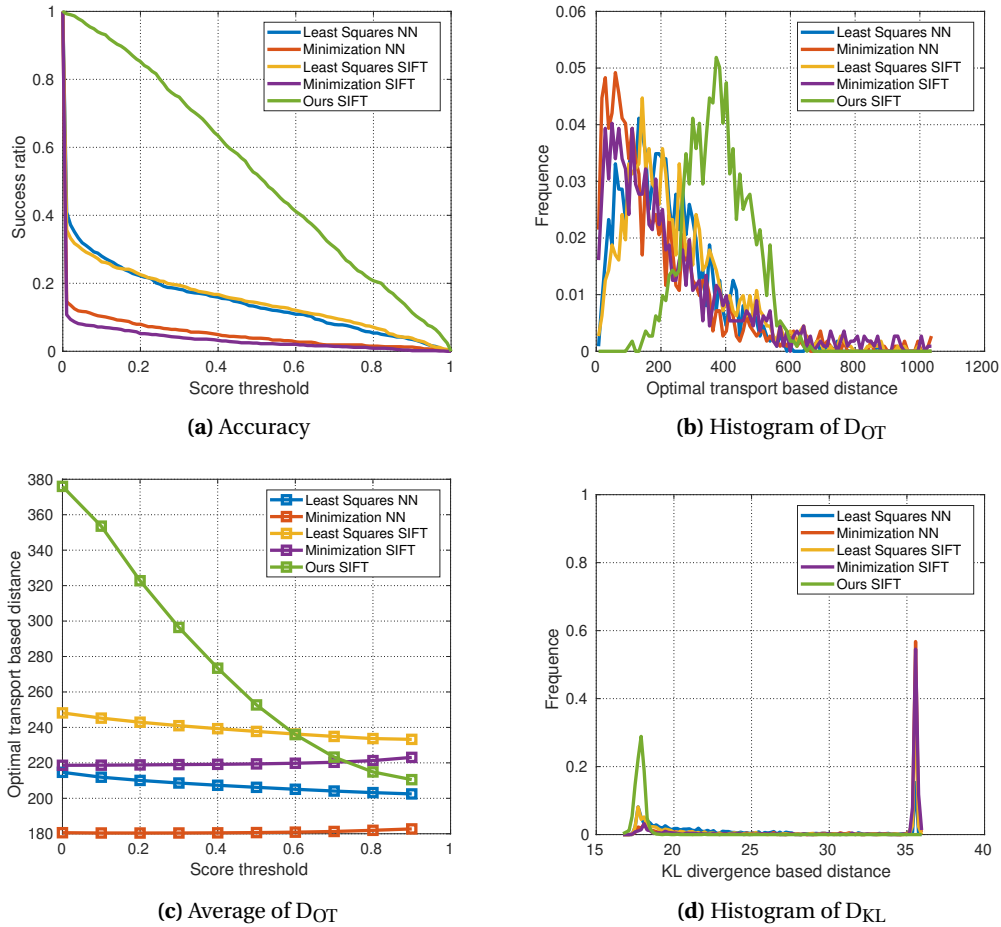 1
0.8
0.6
0.4
0.2
0
Success ratio
0 0.2 0.4 0.6 0.8 1
Score threshold
Least Squares NN
Minimization NN
Least Squares SIFT
Minimization SIFT
Ours SIFT
(a) Accuracy
0.06
0.05
0.04
0.03
0.02
0.01
0
Frequence
0 200 400 600 800 1000 1200
Optimal transport based distance
Least Squares NN
Minimization NN
Least Squares SIFT
Minimization SIFT
Ours SIFT
(b) Histogram of DOT
380
360
340
320
300
280
260
240
220
200
180
Optimal transport based distance
0 0.2 0.4 0.6 0.8 1
Score threshold
Least Squares NN
Minimization NN
Least Squares SIFT
Minimization SIFT
Ours SIFT
(c) Average of DOT
1
0.8
0.6
0.4
0.2
0
Frequence
15 20 25 30 35 40
KL divergence based distance
Least Squares NN
Minimization NN
Least Squares SIFT
Minimization SIFT
Ours SIFT
(d) Histogram of DKL